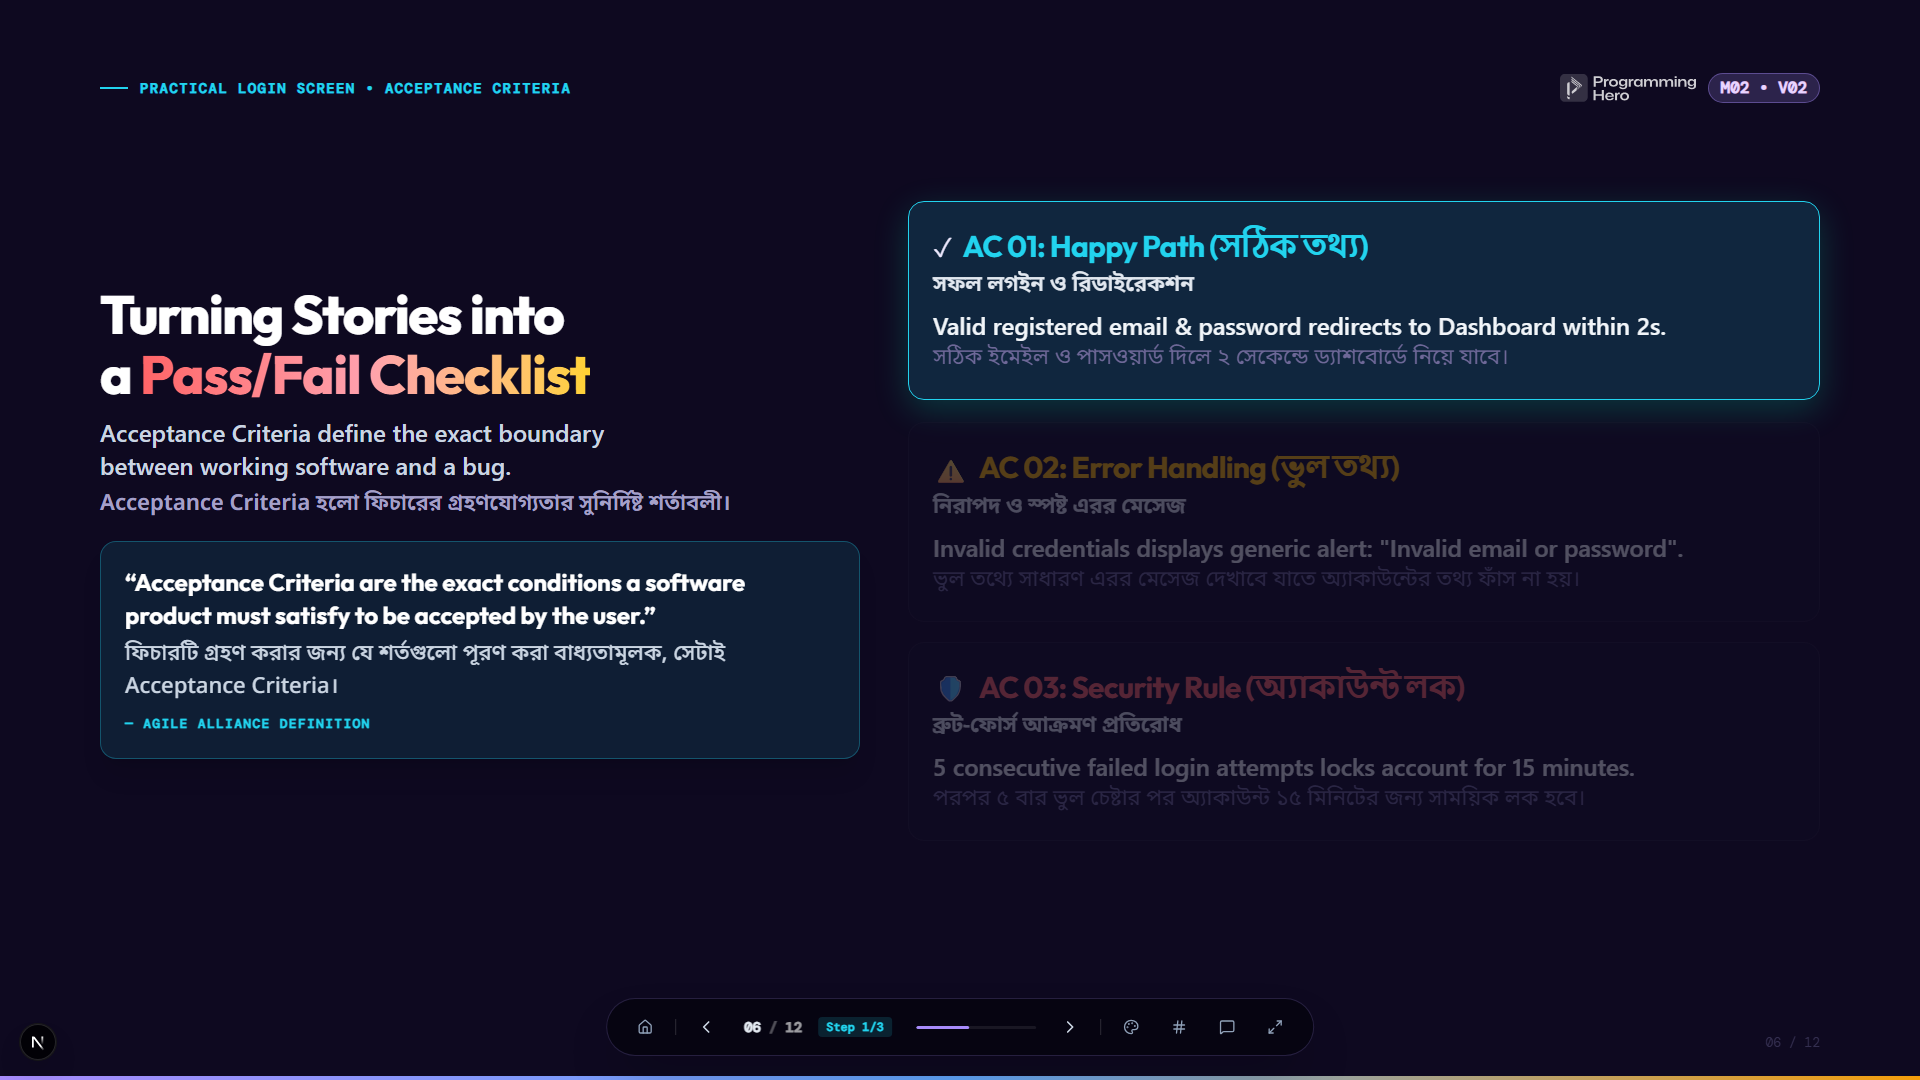 PRACTICAL LOGIN SCREEN • ACCEPTANCE CRITERIA
Programming
Hero
M02 • V02
Turning Stories into
a Pass/Fail Checklist
Acceptance Criteria define the exact boundary
between working software and a bug.
Acceptance Criteria হলো ফিচারের গ্রহণযোগ্যতার সুনির্দিষ্ট শর্তাবলী।
“Acceptance Criteria are the exact conditions a software
product must satisfy to be accepted by the user.”
ফিচারটি গ্রহণ করার জন্য যে শর্তগুলো পূরণ করা বাধ্যতামূলক, সেটাই
Acceptance Criteria।
— AGILE ALLIANCE DEFINITION
✓ AC 01: Happy Path (সঠিক তথ্য)
সফল লগইন ও রিডাইরেকশন
Valid registered email & password redirects to Dashboard within 2s.
সঠিক ইমেইল ও পাসওয়ার্ড দিলে ২ সেকেন্ডে ড্যাশবোর্ডে নিয়ে যাবে।
⚠ AC 02: Error Handling (ভুল তথ্য)
নিরাপদ ও স্পষ্ট এরর মেসেজ
Invalid credentials displays generic alert: "Invalid email or password".
ভুল তথ্যে সাধারণ এরর মেসেজ দেখাবে যাতে অ্যাকাউন্টের তথ্য ফাঁস না হয়।
AC 03: Security Rule (অ্যাকাউন্ট লক)
ব্রুট-ফোর্স আক্রমণ প্রতিরোধ
5 consecutive failed login attempts locks account for 15 minutes.
পরপর ৫ বার ভুল চেষ্টার পর অ্যাকাউন্ট ১৫ মিনিটের জন্য সাময়িক লক হবে।
06 / 12 Step 1/3
06 / 12
N